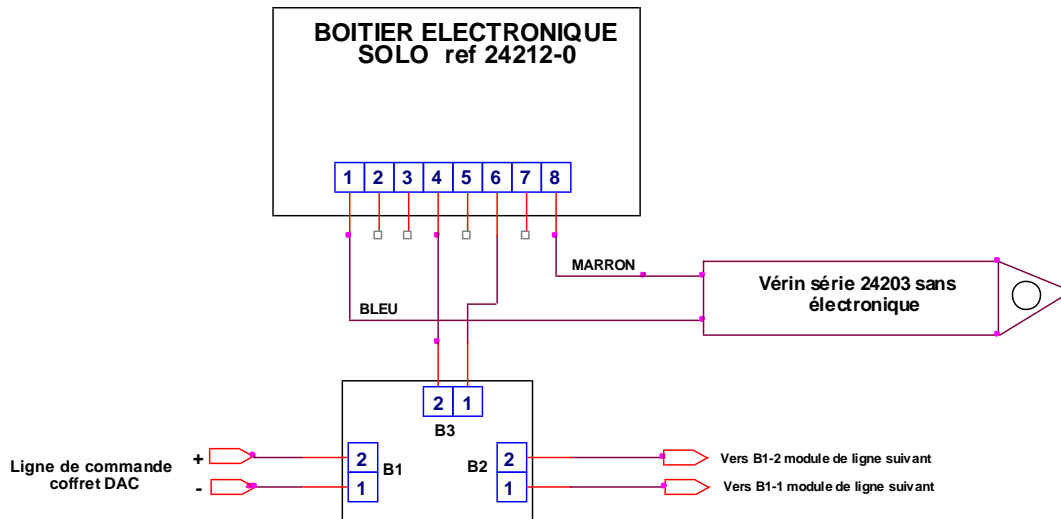 BOITIER ELECTRONIQUE
SOLO ref 24212-0
1 2 3 4 5 6 7 8
MARRON
BLEU
Vérin série 24203 sans
électronique
2 1
B3
Ligne de commande
coffret DAC
+
-
2
1
B1
B2
2
1
Vers B1-2 module de ligne suivant
Vers B1-1 module de ligne suivant